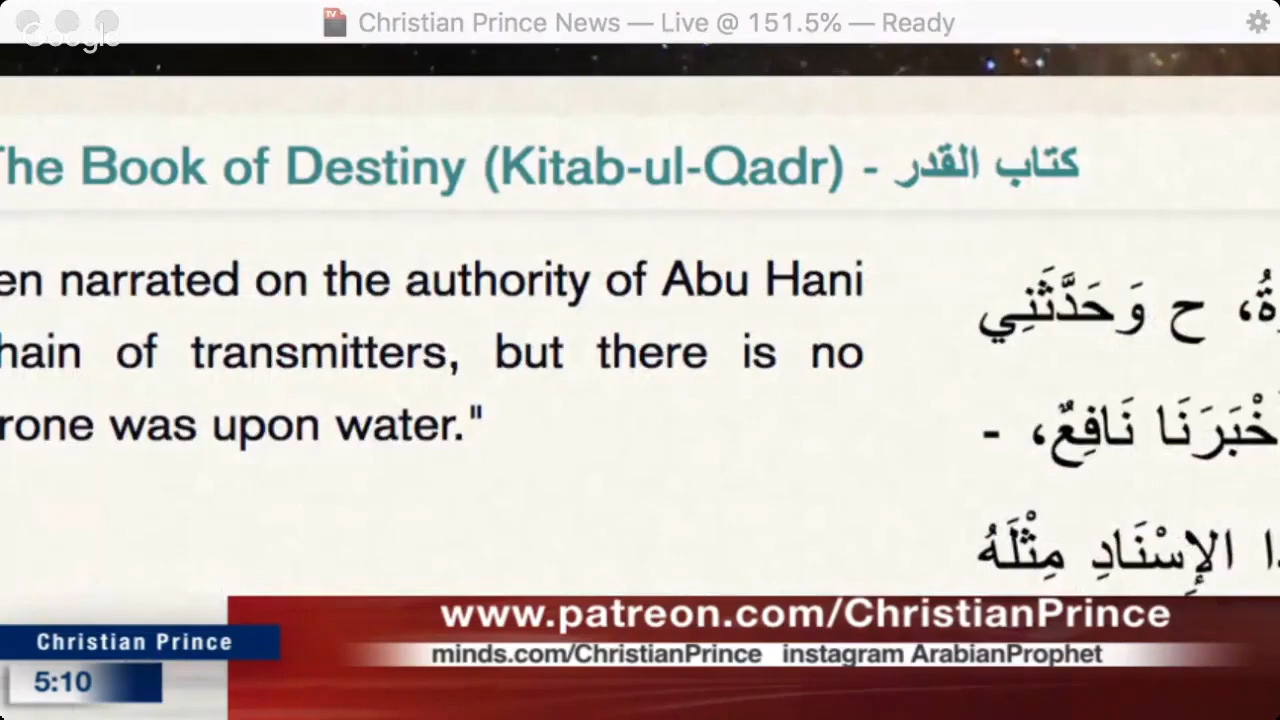 Christian Prince News — Live @ 151.5% — Ready
Google
The Book of Destiny (Kitab-ul-Qadr) - كتاب القدر
en narrated on the authority of Abu Hani
hain of transmitters, but there is no
rone was upon water."
ةُ، ح وَحَدَّثَنِي
خْبَرَنَا نَافِعٌ، -
ا الإِسْنَادِ مِثْلَهُ
www.patreon.com/ChristianPrince
minds.com/ChristianPrince instagram ArabianProphet
Christian Prince
5:10